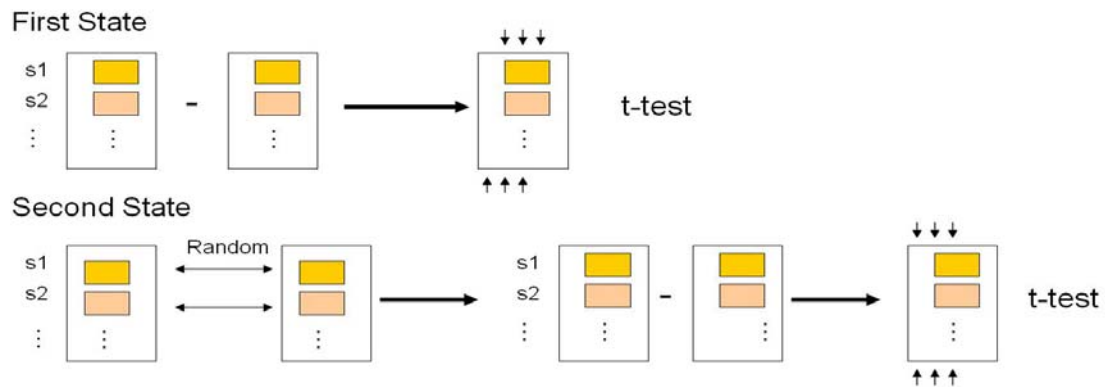 First State
s1
s2
-
t-test
⋮ ⋮ ⋮ ⋮
Second State
Random
s1 s1
s2 - s2
t-test
⋮ ⋮ ⋮ ⋮ ⋮ ⋮ ⋮